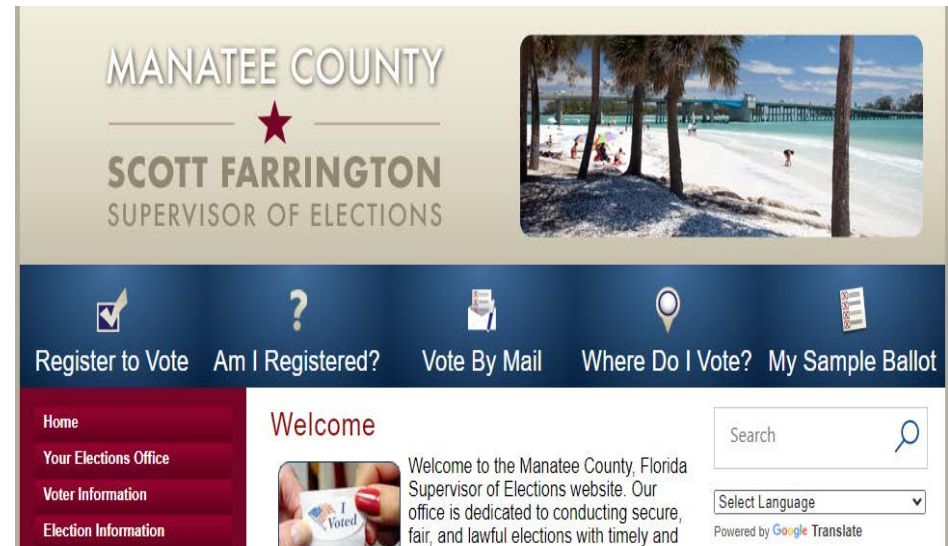 MANATEE COUNTY
SCOTT FARRINGTON
SUPERVISOR OF ELECTIONS
Register to Vote
Am I Registered?
Vote By Mail
Where Do I Vote?
My Sample Ballot
Home
Your Elections Office
Voter Information
Election Information
Welcome
I
Voted
Welcome to the Manatee County, Florida
Supervisor of Elections website. Our
office is dedicated to conducting secure,
fair, and lawful elections with timely and
Search
Select Language
Powered by Google Translate